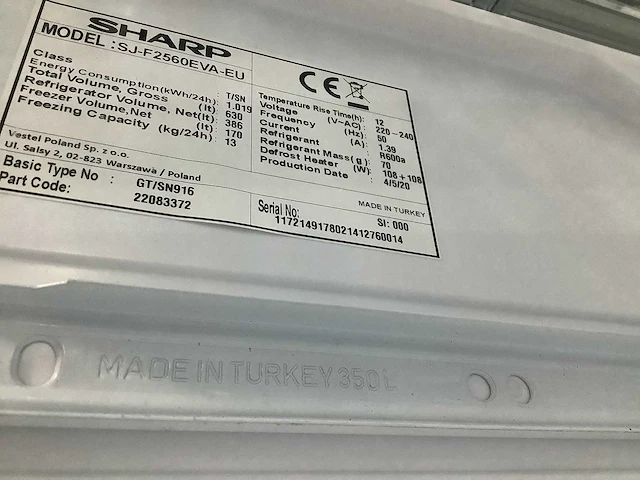 SHARP
MODEL : SJ-F2560EVA-EU
Class T/SN
Energy Consumption(kWh/24h): 1.019
Total Volume, Gross (lt) 630
Refrigerator Volume, Net(lt): 386
Freezer Volume,Net (lt): 170
Freezing Capacity (kg/24h): 13
Vestel Poland Sp. z.o.o.
Ul. Salsy 2, 02-823 Warszawa / Poland
Basic Type No : GT/SN916
Part Code: 22083372
CE
Temperature Rise Time(h): 12
Voltage (V~AC): 220-240
Frequency (Hz): 50
Current (A): 1.39
Refrigerant : R600a
Refrigerant Mass(g): 70
Defrost Heater (W): 108+108
Production Date : 4/5/20
MADE IN TURKEY
Serial No: SI: 000
1172149178021412760014
MADE IN TURKEY 350L